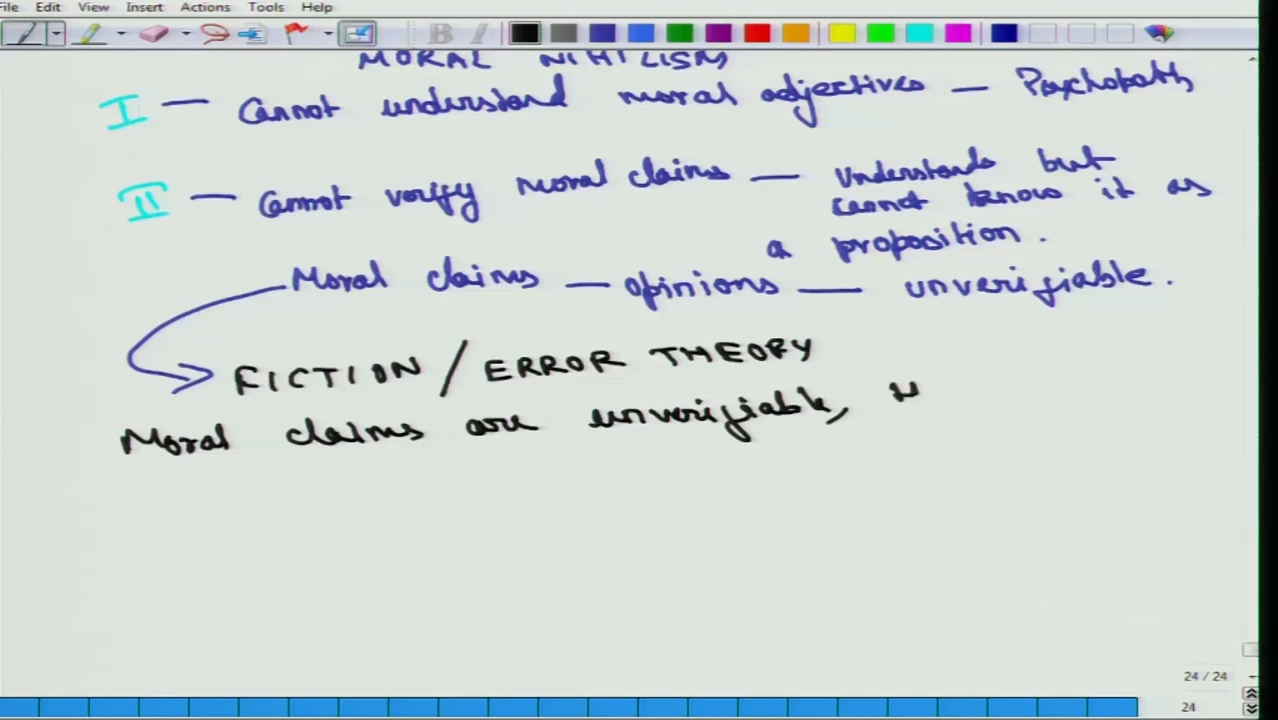 File Edit View Insert Actions Tools Help
B I
MORAL NIHILISM
I — Cannot understand moral adjectives — Psychopath
II — Cannot verify moral claims — Understands but
cannot know it as
a proposition.
Moral claims — opinions — unverifiable.
FICTION / ERROR THEORY
Moral claims are unverifiable,
24 / 24
24